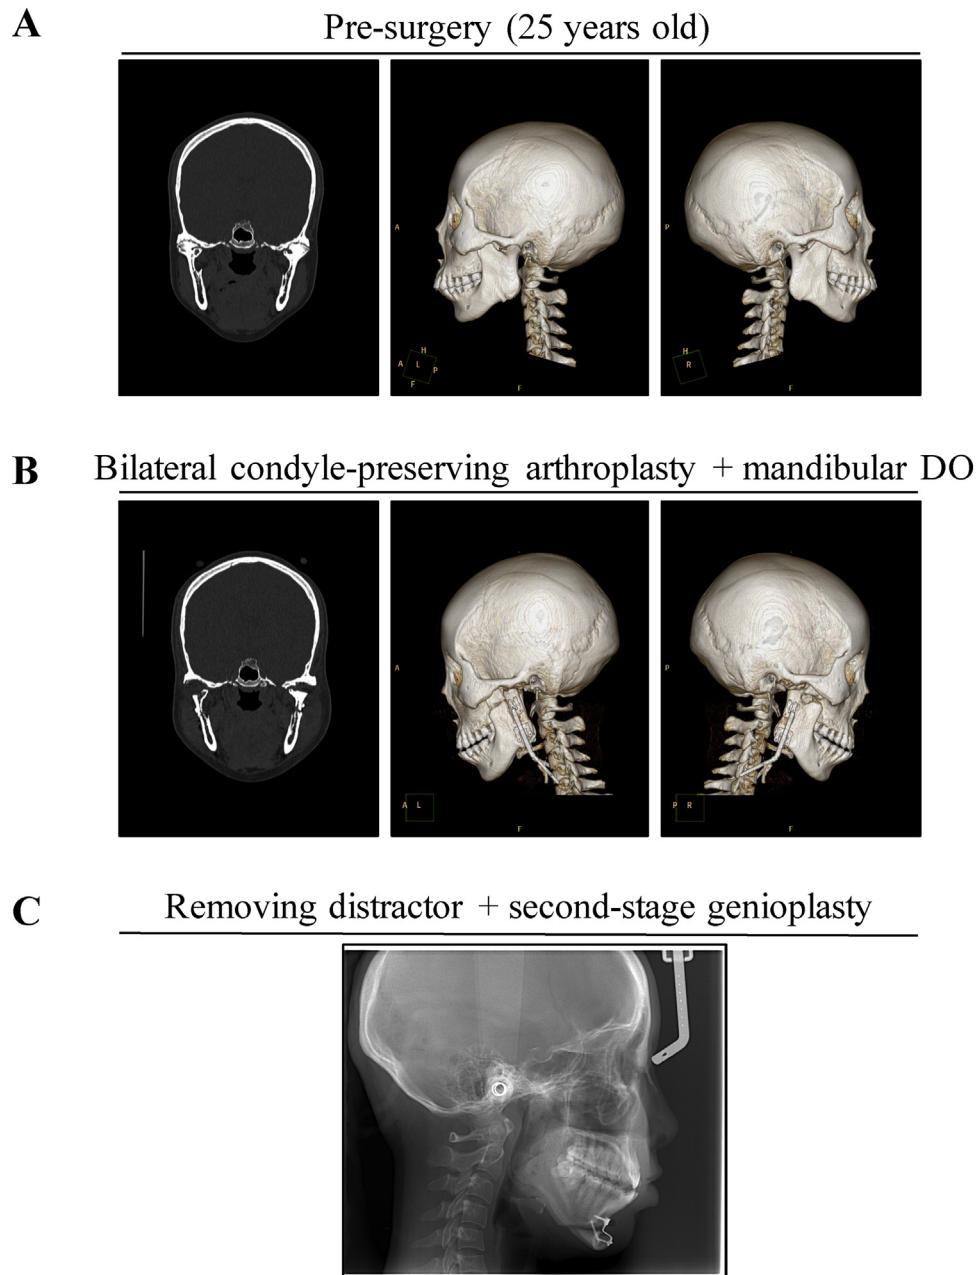 A
Pre-surgery (25 years old)
A
P
H
A L P
F
F
H
R
F
B
Bilateral condyle-preserving arthroplasty + mandibular DO
A
P
A L
F
P R
F
C
Removing distractor + second-stage genioplasty